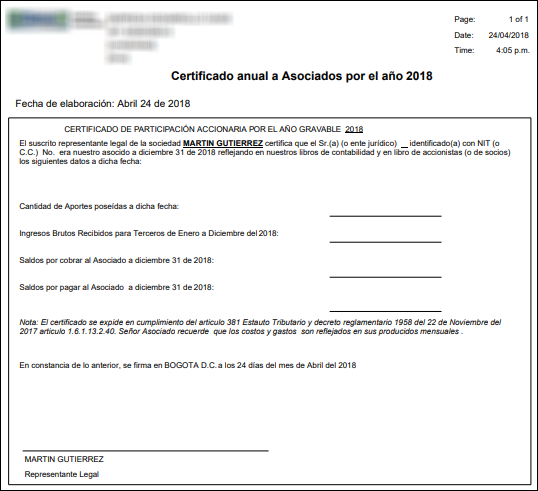 Page: 1 of 1
Date: 24/04/2018
Time: 4:05 p.m.
Certificado anual a Asociados por el año 2018
Fecha de elaboración: Abril 24 de 2018
CERTIFICADO DE PARTICIPACIÓN ACCIONARIA POR EL AÑO GRAVABLE 2018
El suscrito representante legal de la sociedad MARTIN GUTIERREZ certifica que el Sr.(a) (o ente jurídico) _ identificado(a) con NIT (o
C.C.) No. era nuestro asocido a diciembre 31 de 2018 reflejando en nuestros libros de contabilidad y en libro de accionistas (o de socios)
los siguientes datos a dicha fecha:
Cantidad de Aportes poseídas a dicha fecha:
Ingresos Brutos Recibidos para Terceros de Enero a Diciembre del 2018:
Saldos por cobrar al Asociado a diciembre 31 de 2018:
Saldos por pagar al Asociado a diciembre 31 de 2018:
Nota: El certificado se expide en cumplimiento del articulo 381 Estauto Tributario y decreto reglamentario 1958 del 22 de Noviembre del
2017 articulo 1.6.1.13.2.40. Señor Asociado recuerde que los costos y gastos son reflejados en sus producidos mensuales .
En constancia de lo anterior, se firma en BOGOTA D.C. a los 24 días del mes de Abril del 2018
MARTIN GUTIERREZ
Representante Legal